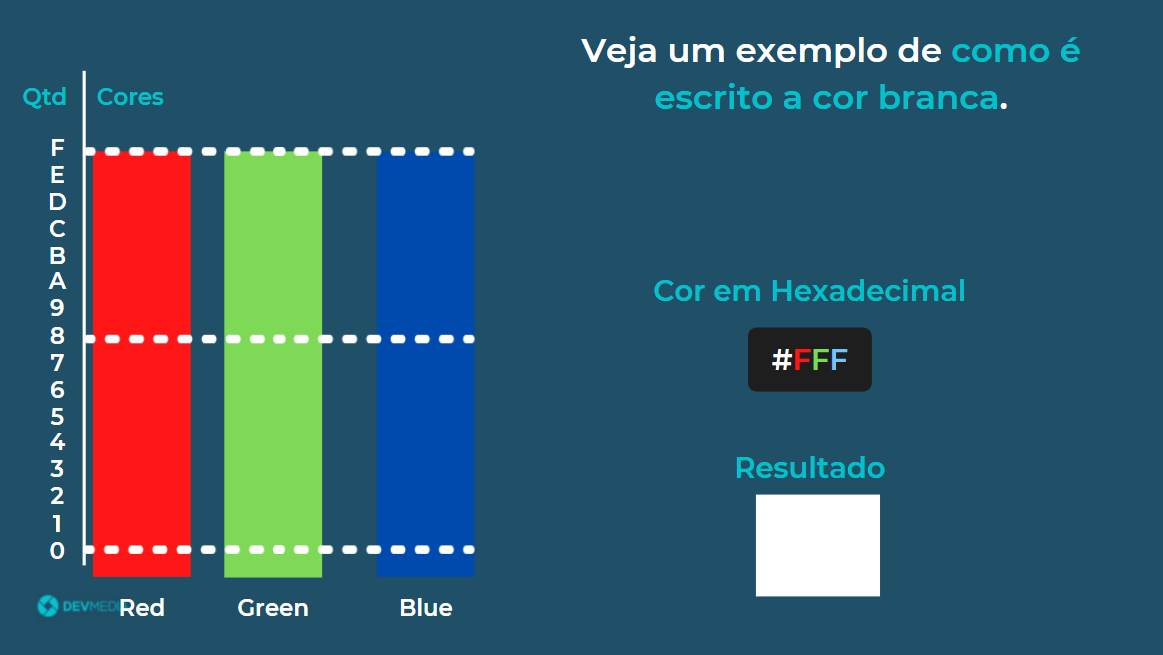 Veja um exemplo de como é
escrito a cor branca.
Qtd
Cores
F
E
D
C
B
A
9
8
7
6
5
4
3
2
1
0
Cor em Hexadecimal
#FFF
Resultado
DEVMEDIA
Red
Green
Blue